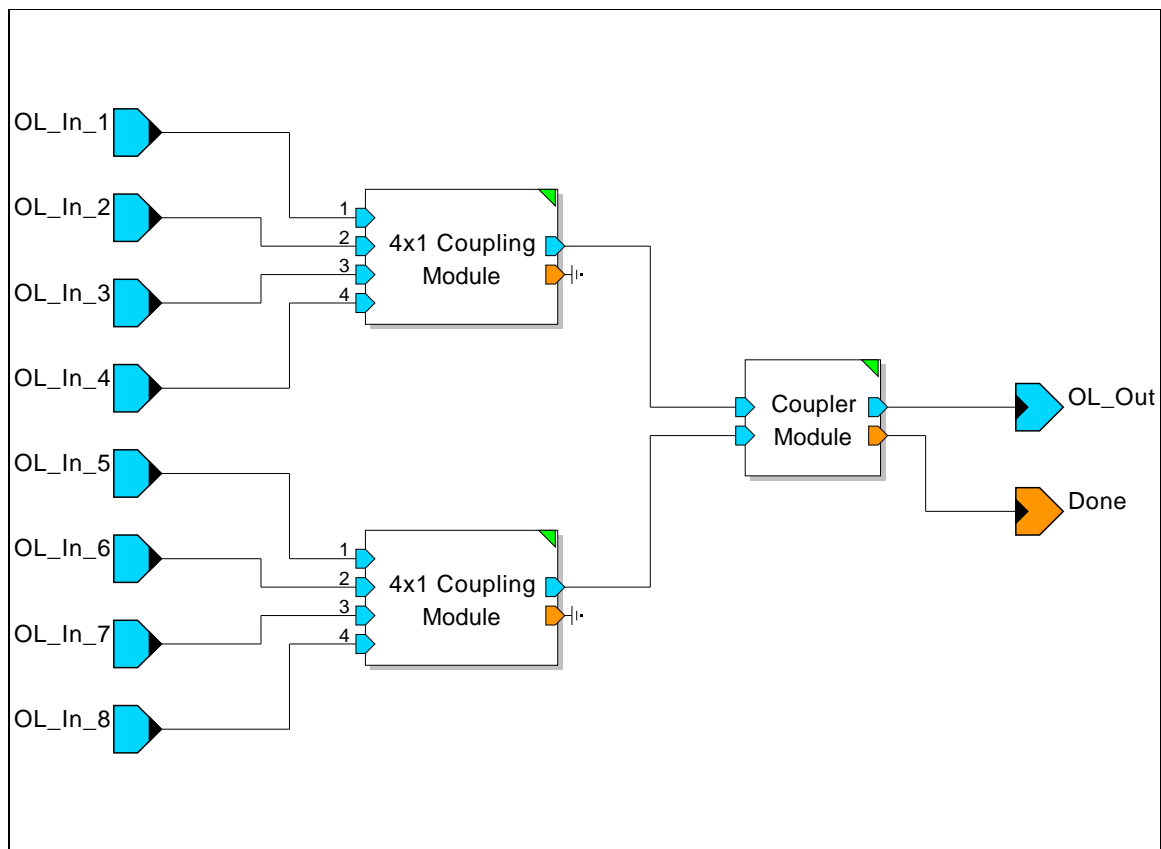 OL_In_1
OL_In_2
OL_In_3
OL_In_4
1
2
3
4
4x1 Coupling
Module
OL_In_5
OL_In_6
OL_In_7
OL_In_8
1
2
3
4
4x1 Coupling
Module
Coupler
Module
OL_Out
Done